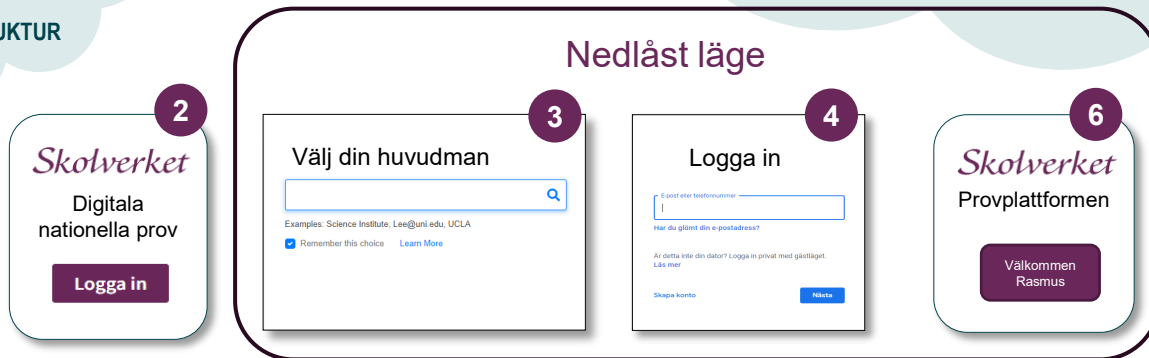 Nedlåst läge
2
Skolverket
Digitala
nationella prov
Logga in
3
Välj din huvudman
Examples: Science Institute, Lee@uni.edu, UCLA
Remember this choice Learn More
4
Logga in
E-post eller telefonnummer
Har du glömt din e-postadress?
Är detta inte din dator? Logga in privat med gästläget.
Läs mer
Skapa konto Nästa
6
Skolverket
Provplattformen
Välkommen
Rasmus